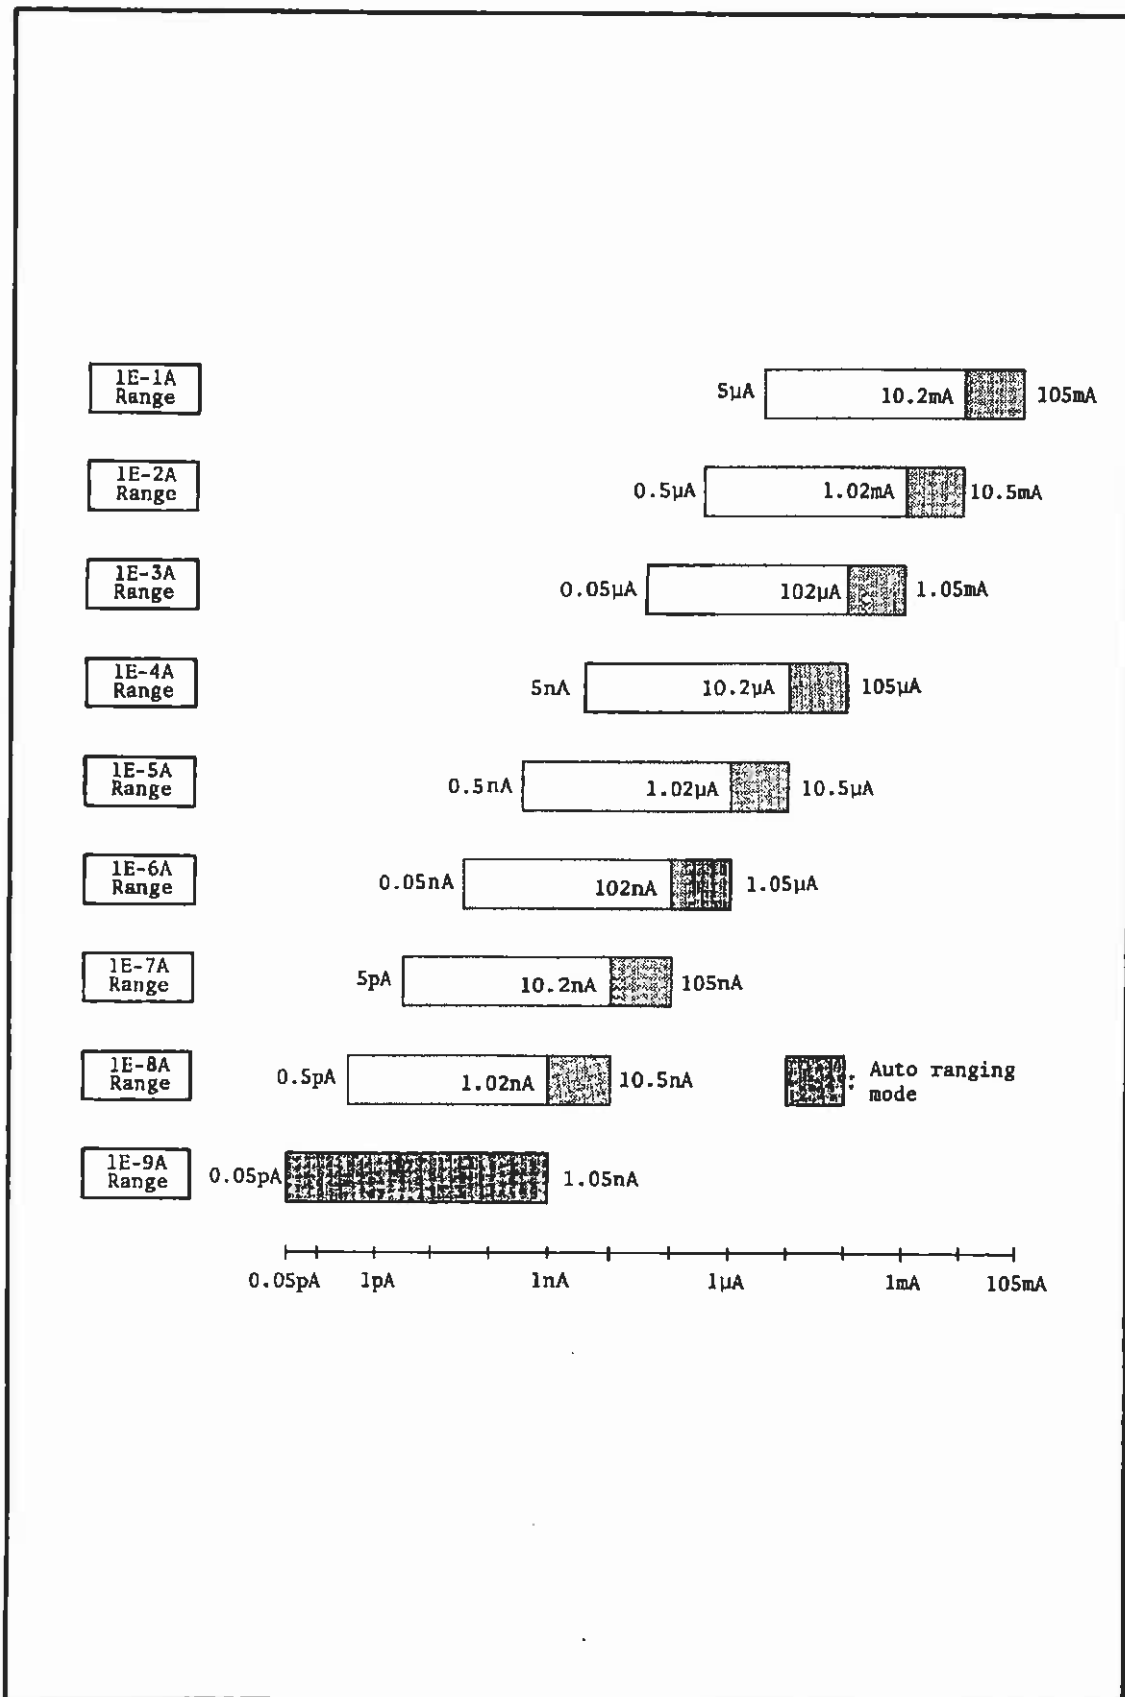 1E-1A
Range
5μA 10.2mA 105mA
1E-2A
Range
0.5μA 1.02mA 10.5mA
1E-3A
Range
0.05μA 102μA 1.05mA
1E-4A
Range
5nA 10.2μA 105μA
1E-5A
Range
0.5nA 1.02μA 10.5μA
1E-6A
Range
0.05nA 102nA 1.05μA
1E-7A
Range
5pA 10.2nA 105nA
1E-8A
Range
0.5pA 1.02nA 10.5nA
: Auto ranging
mode
1E-9A
Range
0.05pA 1.05nA
0.05pA 1pA 1nA 1μA 1mA 105mA